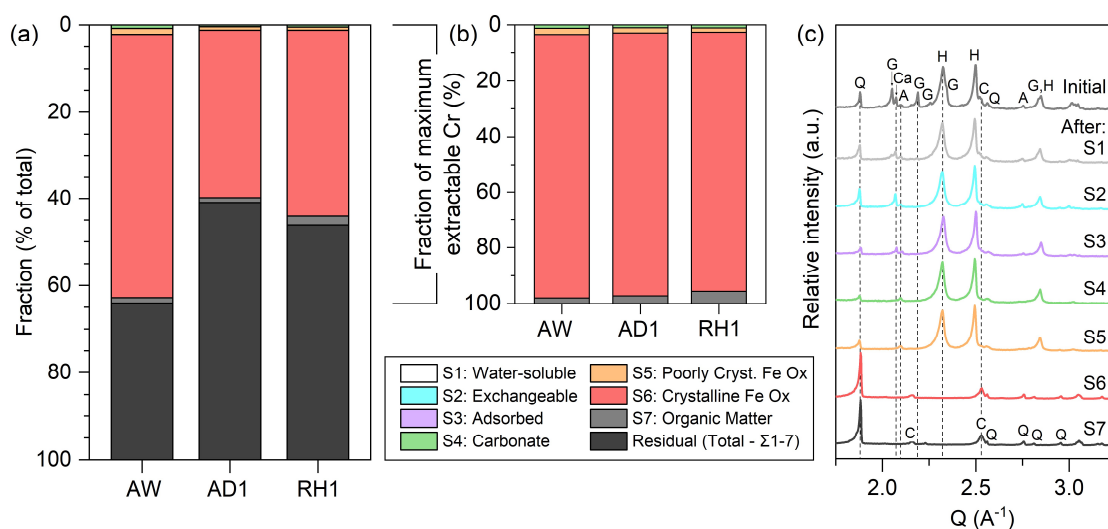 (a)
Fraction (% of total)
0
20
40
60
80
100
AW
AD1
RH1
(b)
Fraction of maximum
extractable Cr (%)
0
20
40
60
80
100
AW
AD1
RH1
S1: Water-soluble
S2: Exchangeable
S3: Adsorbed
S4: Carbonate
S5: Poorly Cryst. Fe Ox
S6: Crystalline Fe Ox
S7: Organic Matter
Residual (Total - Σ1-7)
(c)
Relative intensity (a.u.)
Q
G
Ca
A
G
G
H
G
H
C
Q
A
G,H
Initial
After:
S1
S2
S3
S4
S5
S6
S7
C
C
Q
Q
Q
Q
2.0
2.5
3.0
Q (A⁻¹)